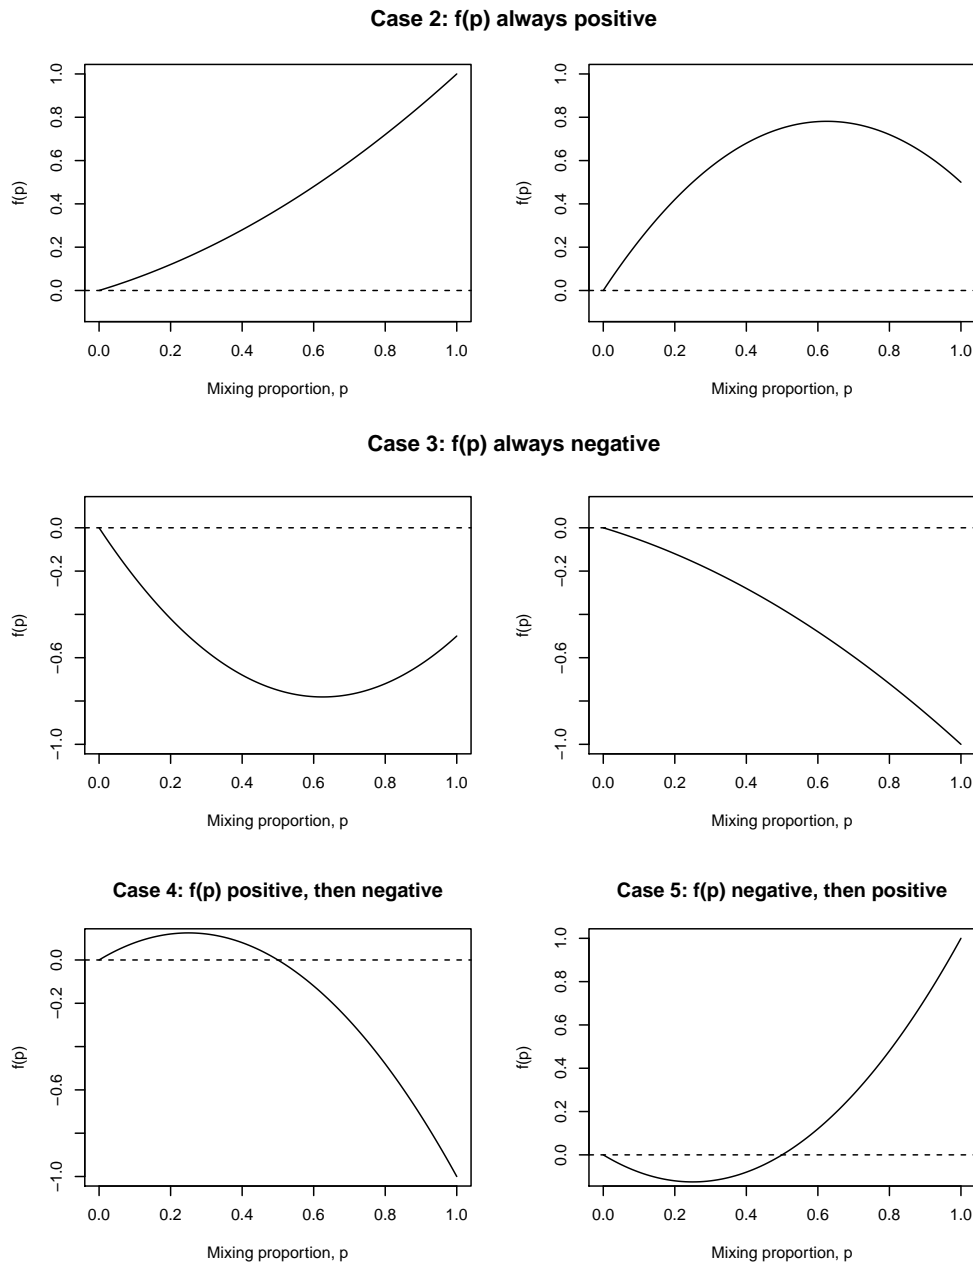 Case 2: f(p) always positive
f(p)
1.0
0.8
0.6
0.4
0.2
0.0
0.0 0.2 0.4 0.6 0.8 1.0
Mixing proportion, p
f(p)
1.0
0.8
0.6
0.4
0.2
0.0
0.0 0.2 0.4 0.6 0.8 1.0
Mixing proportion, p
Case 3: f(p) always negative
f(p)
0.0
−0.2
−0.6
−1.0
0.0 0.2 0.4 0.6 0.8 1.0
Mixing proportion, p
f(p)
0.0
−0.2
−0.6
−1.0
0.0 0.2 0.4 0.6 0.8 1.0
Mixing proportion, p
Case 4: f(p) positive, then negative
f(p)
0.0
−0.2
−0.6
−1.0
0.0 0.2 0.4 0.6 0.8 1.0
Mixing proportion, p
Case 5: f(p) negative, then positive
f(p)
1.0
0.8
0.6
0.4
0.2
0.0
0.0 0.2 0.4 0.6 0.8 1.0
Mixing proportion, p